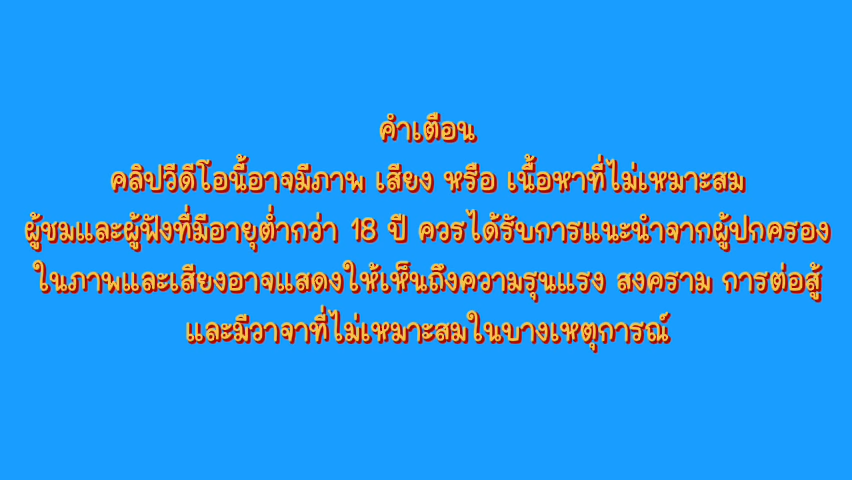 คำเตือน
คลิปวีดีโอนี้อาจมีภาพ เสียง หรือ เนื้อหาที่ไม่เหมาะสม
ผู้ชมและผู้ฟังที่มีอายุต่ำกว่า 18 ปี ควรได้รับการแนะนำจากผู้ปกครอง
ในภาพและเสียงอาจแสดงให้เห็นถึงความรุนแรง สงคราม การต่อสู้
และมีวาจาที่ไม่เหมาะสมในบางเหตุการณ์